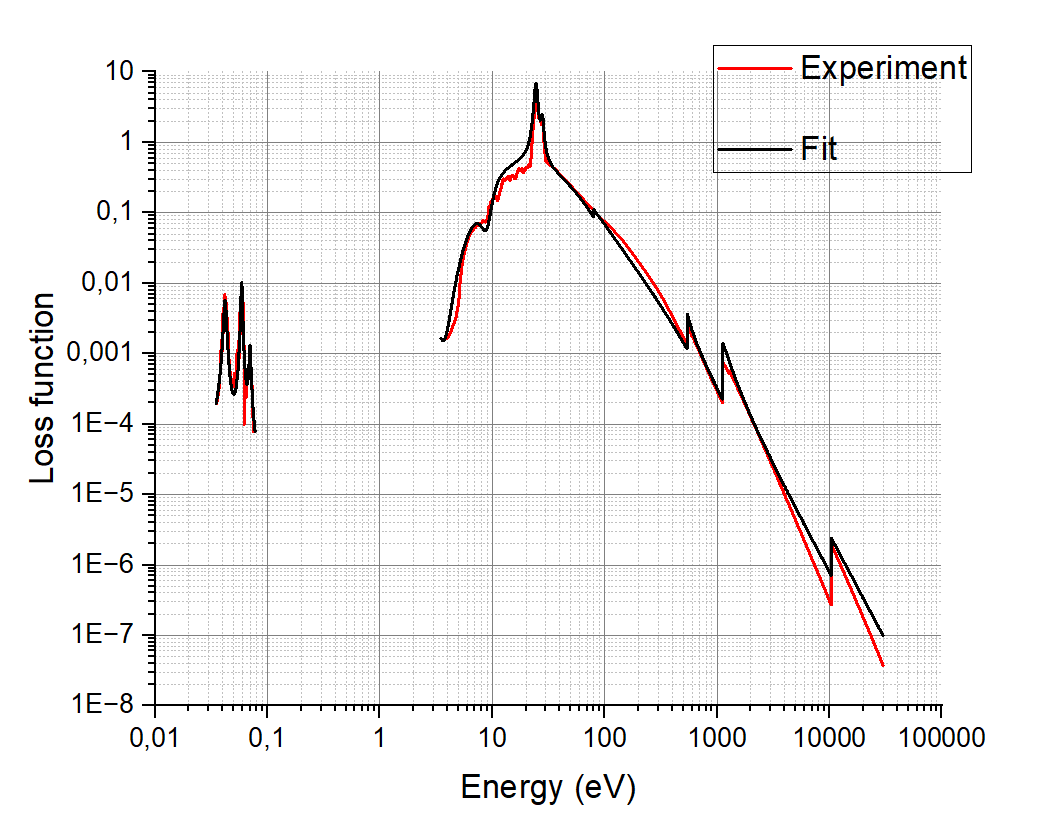 Experiment
Fit
10
1
0,1
0,01
0,001
1E−4
1E−5
1E−6
1E−7
1E−8
Loss function
0,01 0,1 1 10 100 1000 10000 100000
Energy (eV)